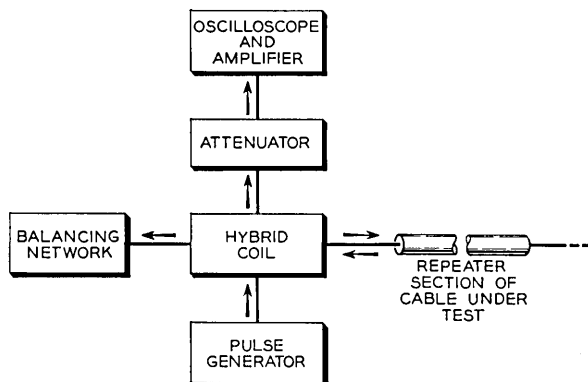 OSCILLOSCOPE
AND
AMPLIFIER
ATTENUATOR
BALANCING
NETWORK
HYBRID
COIL
REPEATER
SECTION OF
CABLE UNDER
TEST
PULSE
GENERATOR